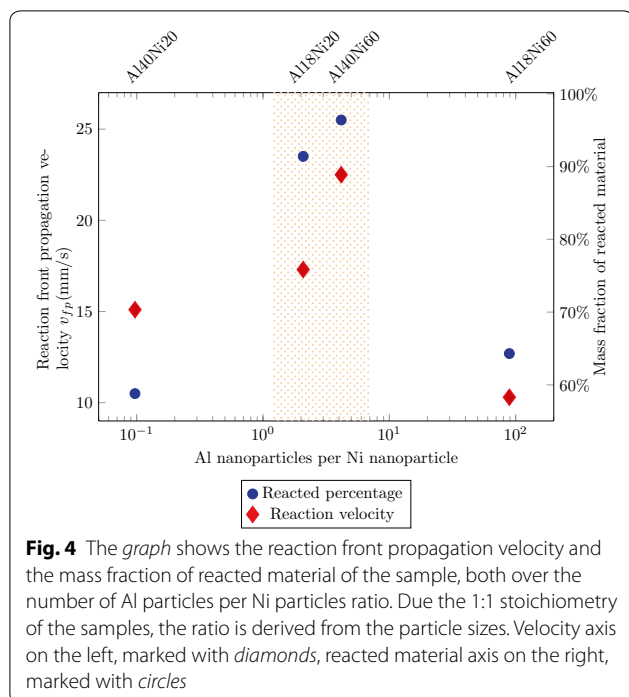 Al40Ni20
Al18Ni20
Al40Ni60
Al18Ni60
25
20
15
10
100%
90%
80%
70%
60%
Reaction front propagation ve-
locity v_{fp}(mm/s)
Mass fraction of reacted material
10^{-1}
10^{0}
10^{1}
10^{2}
Al nanoparticles per Ni nanoparticle
Reacted percentage
Reaction velocity
Fig. 4 The graph shows the reaction front propagation velocity and
the mass fraction of reacted material of the sample, both over the
number of Al particles per Ni particles ratio. Due the 1:1 stoichiometry
of the samples, the ratio is derived from the particle sizes. Velocity axis
on the left, marked with diamonds, reacted material axis on the right,
marked with circles